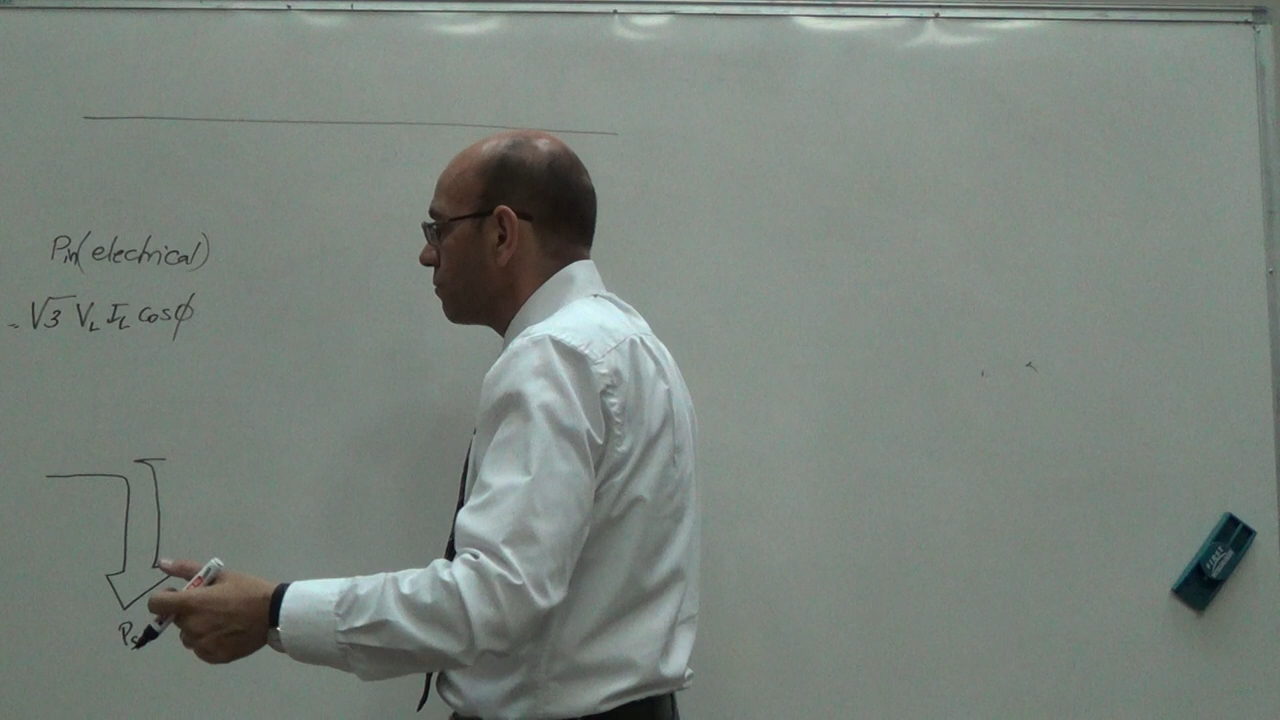 Pin(electrical)
= √3 VL IL cosϕ